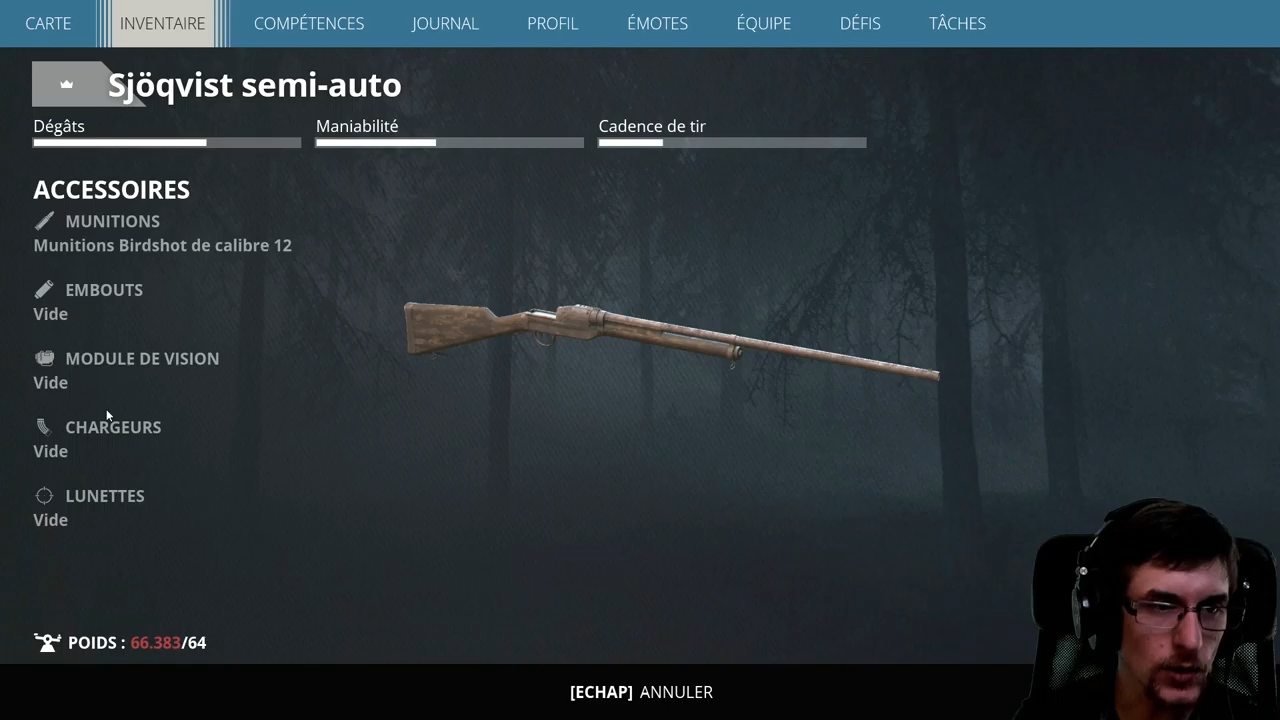 CARTE INVENTAIRE COMPÉTENCES JOURNAL PROFIL ÉMOTES ÉQUIPE DÉFIS TÂCHES
Sjöqvist semi-auto
Dégâts Maniabilité Cadence de tir
ACCESSOIRES
MUNITIONS
Munitions Birdshot de calibre 12
EMBOUTS
Vide
MODULE DE VISION
Vide
CHARGEURS
Vide
LUNETTES
Vide
POIDS : 66.383/64
[ECHAP] ANNULER